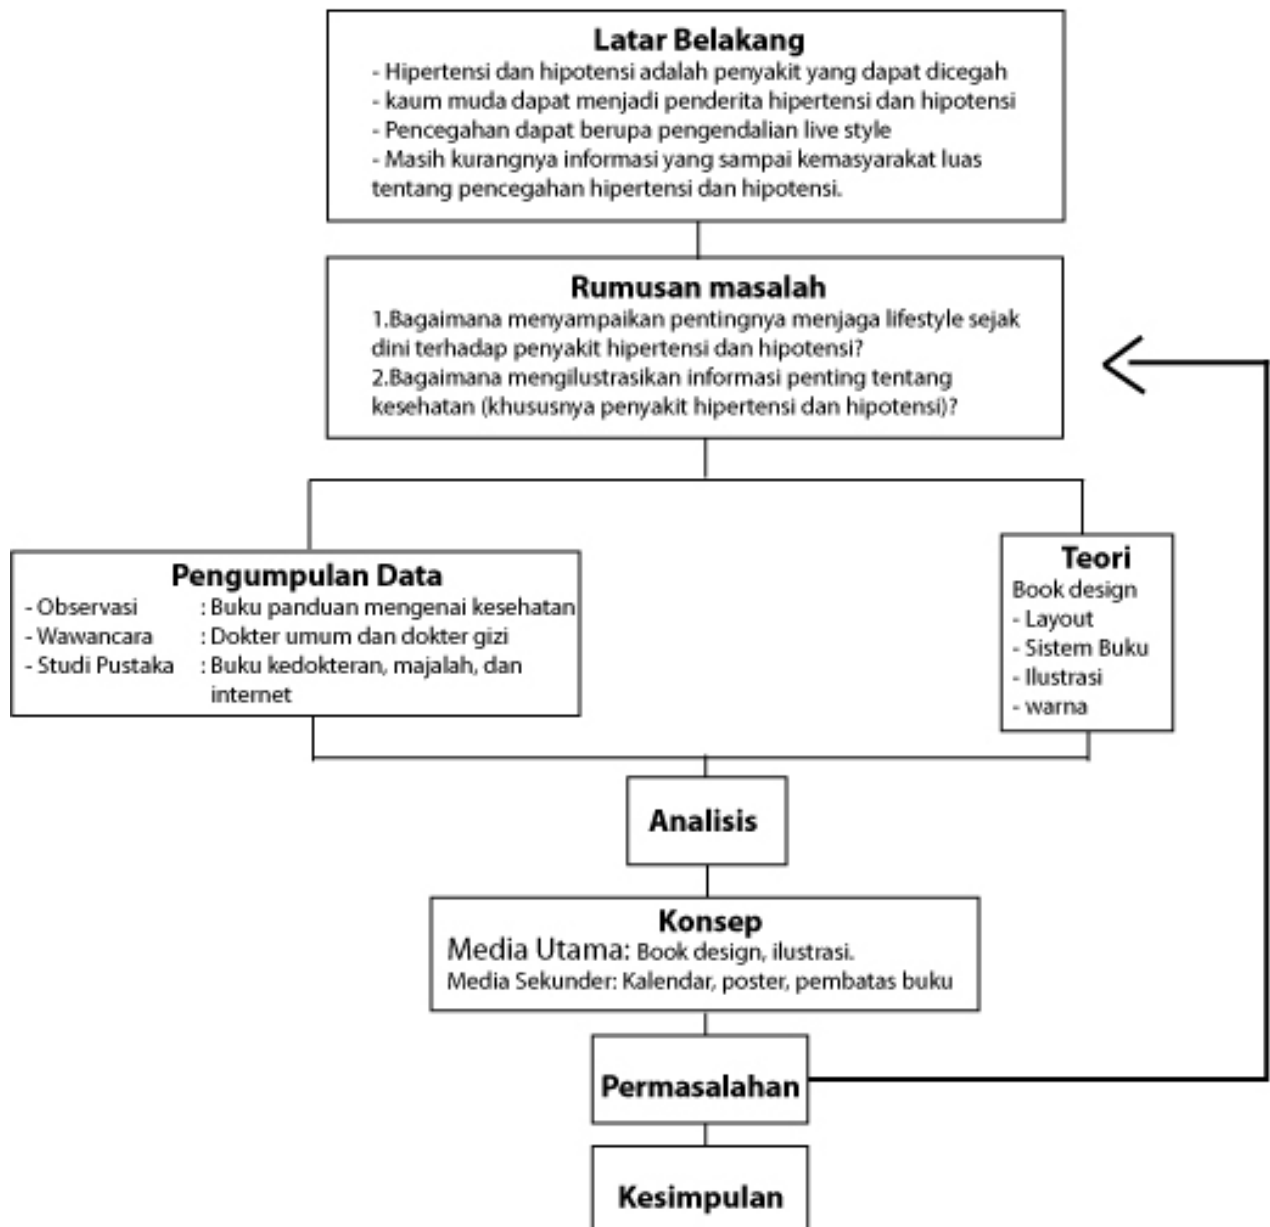 Latar Belakang
- Hipertensi dan hipotensi adalah penyakit yang dapat dicegah
- kaum muda dapat menjadi penderita hipertensi dan hipotensi
- Pencegahan dapat berupa pengendalian live style
- Masih kurangnya informasi yang sampai kemasyarakat luas
tentang pencegahan hipertensi dan hipotensi.
Rumusan masalah
1.Bagaimana menyampaikan pentingnya menjaga lifestyle sejak
dini terhadap penyakit hipertensi dan hipotensi?
2.Bagaimana mengilustrasikan informasi penting tentang
kesehatan (khususnya penyakit hipertensi dan hipotensi)?
Pengumpulan Data
- Observasi : Buku panduan mengenai kesehatan
- Wawancara : Dokter umum dan dokter gizi
- Studi Pustaka : Buku kedokteran, majalah, dan
internet
Teori
Book design
- Layout
- Sistem Buku
- Ilustrasi
- warna
Analisis
Konsep
Media Utama: Book design, ilustrasi.
Media Sekunder: Kalendar, poster, pembatas buku
Permasalahan
Kesimpulan